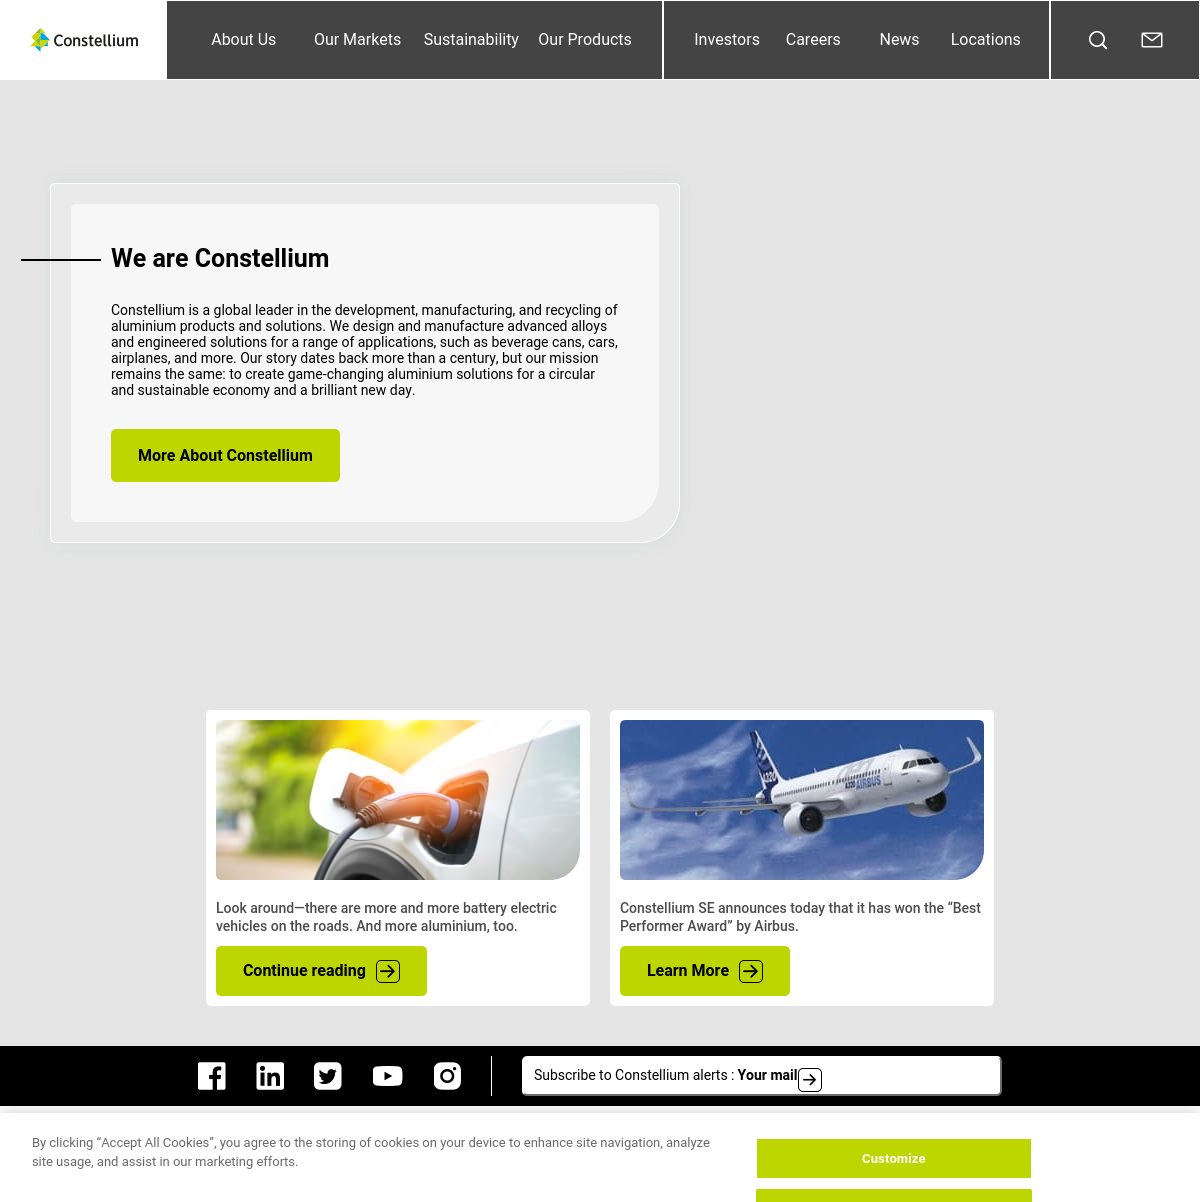 Constellium
About Us
Our Markets
Sustainability
Our Products
Investors
Careers
News
Locations
We are Constellium
Constellium is a global leader in the development, manufacturing, and recycling of
aluminium products and solutions. We design and manufacture advanced alloys
and engineered solutions for a range of applications, such as beverage cans, cars,
airplanes, and more. Our story dates back more than a century, but our mission
remains the same: to create game-changing aluminium solutions for a circular
and sustainable economy and a brilliant new day.
More About Constellium
A320
A320 AIRBUS
Look around—there are more and more battery electric
vehicles on the roads. And more aluminium, too.
Continue reading
Constellium SE announces today that it has won the “Best
Performer Award” by Airbus.
Learn More
Subscribe to Constellium alerts : Your mail
By clicking “Accept All Cookies”, you agree to the storing of cookies on your device to enhance site navigation, analyze
site usage, and assist in our marketing efforts.
Customize